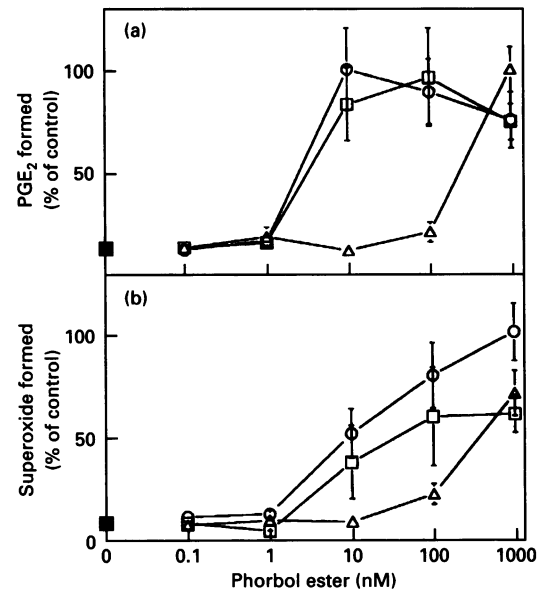 (a)
100
50
PGE₂ formed
(% of control)
(b)
100
50
0
Superoxide formed
(% of control)
0 0.1 1 10 100 1000
Phorbol ester (nM)